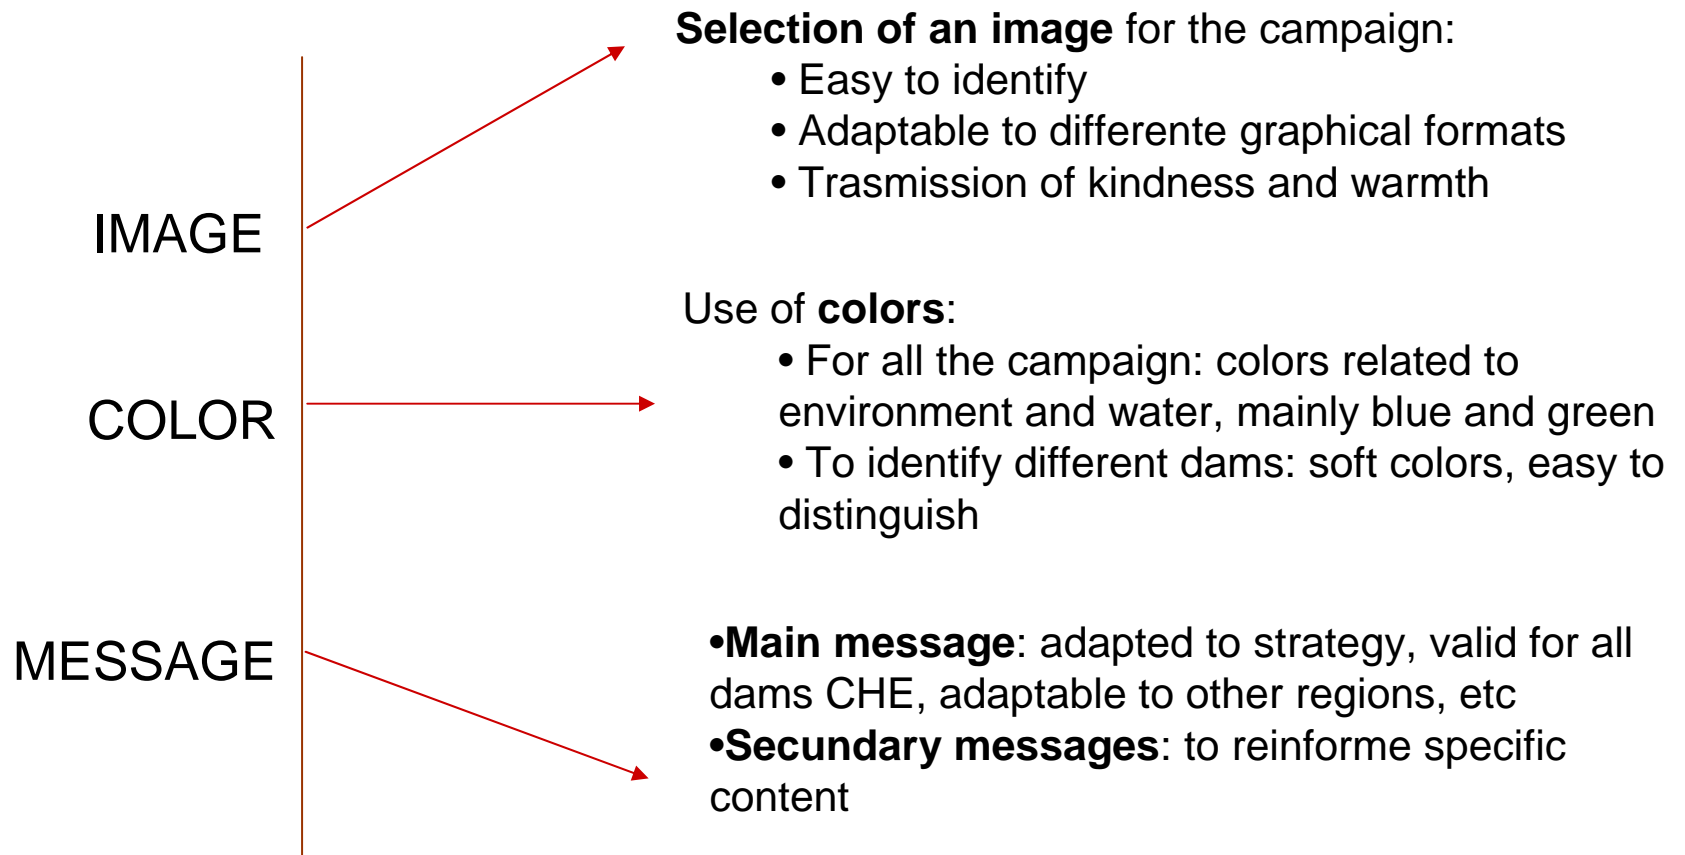 Selection of an image for the campaign:
• Easy to identify
• Adaptable to differente graphical formats
• Trasmission of kindness and warmth
IMAGE
Use of colors:
• For all the campaign: colors related to
environment and water, mainly blue and green
• To identify different dams: soft colors, easy to
distinguish
COLOR
•Main message: adapted to strategy, valid for all
dams CHE, adaptable to other regions, etc
•Secundary messages: to reinforme specific
content
MESSAGE